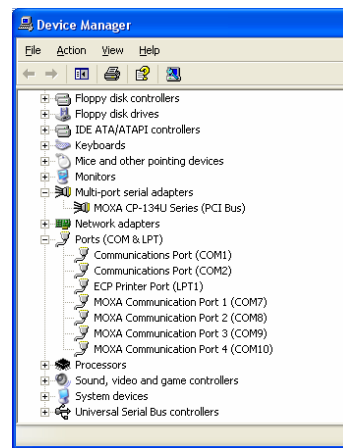 Device Manager
File Action View Help
Floppy disk controllers
Floppy disk drives
IDE ATA/ATAPI controllers
Keyboards
Mice and other pointing devices
Monitors
Multi-port serial adapters
MOXA CP-134U Series (PCI Bus)
Network adapters
Ports (COM & LPT)
Communications Port (COM1)
Communications Port (COM2)
ECP Printer Port (LPT1)
MOXA Communication Port 1 (COM7)
MOXA Communication Port 2 (COM8)
MOXA Communication Port 3 (COM9)
MOXA Communication Port 4 (COM10)
Processors
Sound, video and game controllers
System devices
Universal Serial Bus controllers